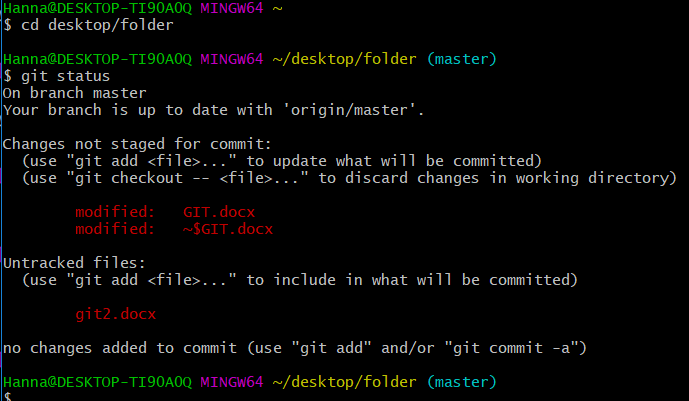 Hanna@DESKTOP-TI90A0Q MINGW64 ~
$ cd desktop/folder
Hanna@DESKTOP-TI90A0Q MINGW64 ~/desktop/folder (master)
$ git status
On branch master
Your branch is up to date with 'origin/master'.
Changes not staged for commit:
(use "git add <file>..." to update what will be committed)
(use "git checkout -- <file>..." to discard changes in working directory)
modified: GIT.docx
modified: ~$GIT.docx
Untracked files:
(use "git add <file>..." to include in what will be committed)
git2.docx
no changes added to commit (use "git add" and/or "git commit -a")
Hanna@DESKTOP-TI90A0Q MINGW64 ~/desktop/folder (master)
$